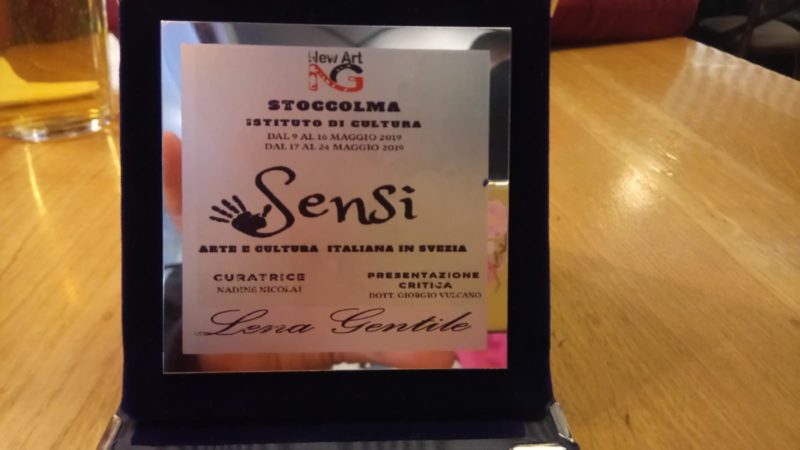 New Art
NG
STOCCOLMA
ISTITUTO DI CULTURA
DAL 9 AL 16 MAGGIO 2019
DAL 17 AL 24 MAGGIO 2019
Sensi
ARTE E CULTURA ITALIANA IN SVEZIA
CURATRICE
NADINE NICOLAI
PRESENTAZIONE
CRITICA
DOTT. GIORGIO VULCANO
Lena Gentile